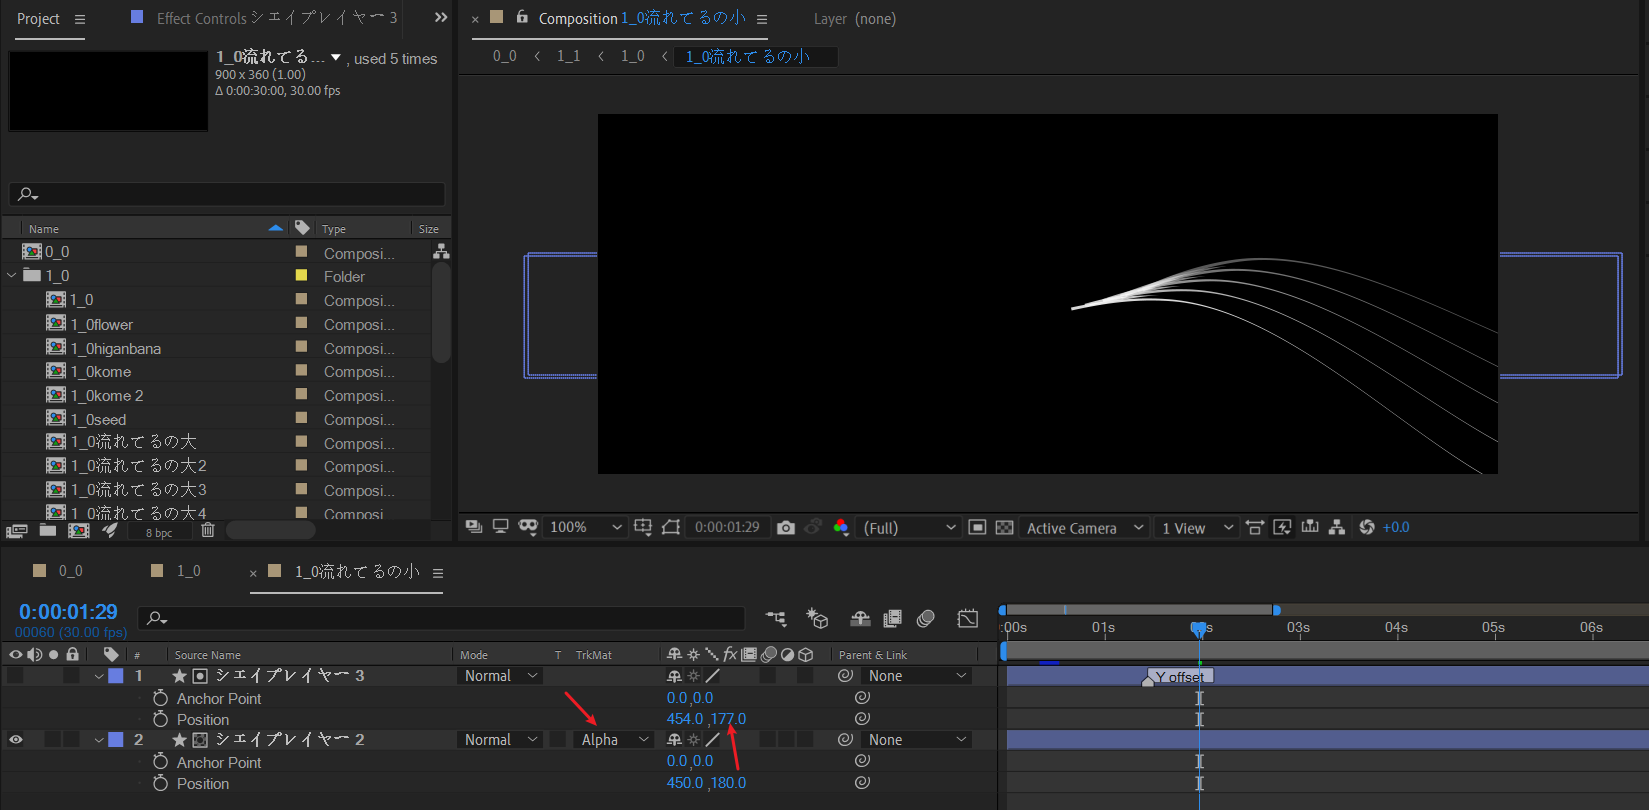 Project
Effect Controls シエイプレイヤー 3
1_0流れてる... , used 5 times
900 x 360 (1.00)
Δ 0:00:30:00, 30.00 fps
Name Type Size
0_0 Composi...
1_0 Folder
1_0 Composi...
1_0flower Composi...
1_0higanbana Composi...
1_0kome Composi...
1_0kome 2 Composi...
1_0seed Composi...
1_0流れてるの大 Composi...
1_0流れてるの大2 Composi...
1_0流れてるの大3 Composi...
1_0流れてるの大4 Composi...
8 bpc
Composition 1_0流れてるの小
Layer (none)
0_0 1_1 1_0 1_0流れてるの小
100% 0:00:01:29 (Full) Active Camera 1 View +0.0
0_0 1_0 1_0流れてるの小
0:00:01:29
00060 (30.00 fps)
:00s 01s 03s 04s 05s 06s
# Source Name Mode T TrkMat Parent & Link
1 シエイプレイヤー 3 Normal None
Y offset
Anchor Point 0.0,0.0
Position 454.0,177.0
2 シエイプレイヤー 2 Normal Alpha None
Anchor Point 0.0,0.0
Position 450.0,180.0